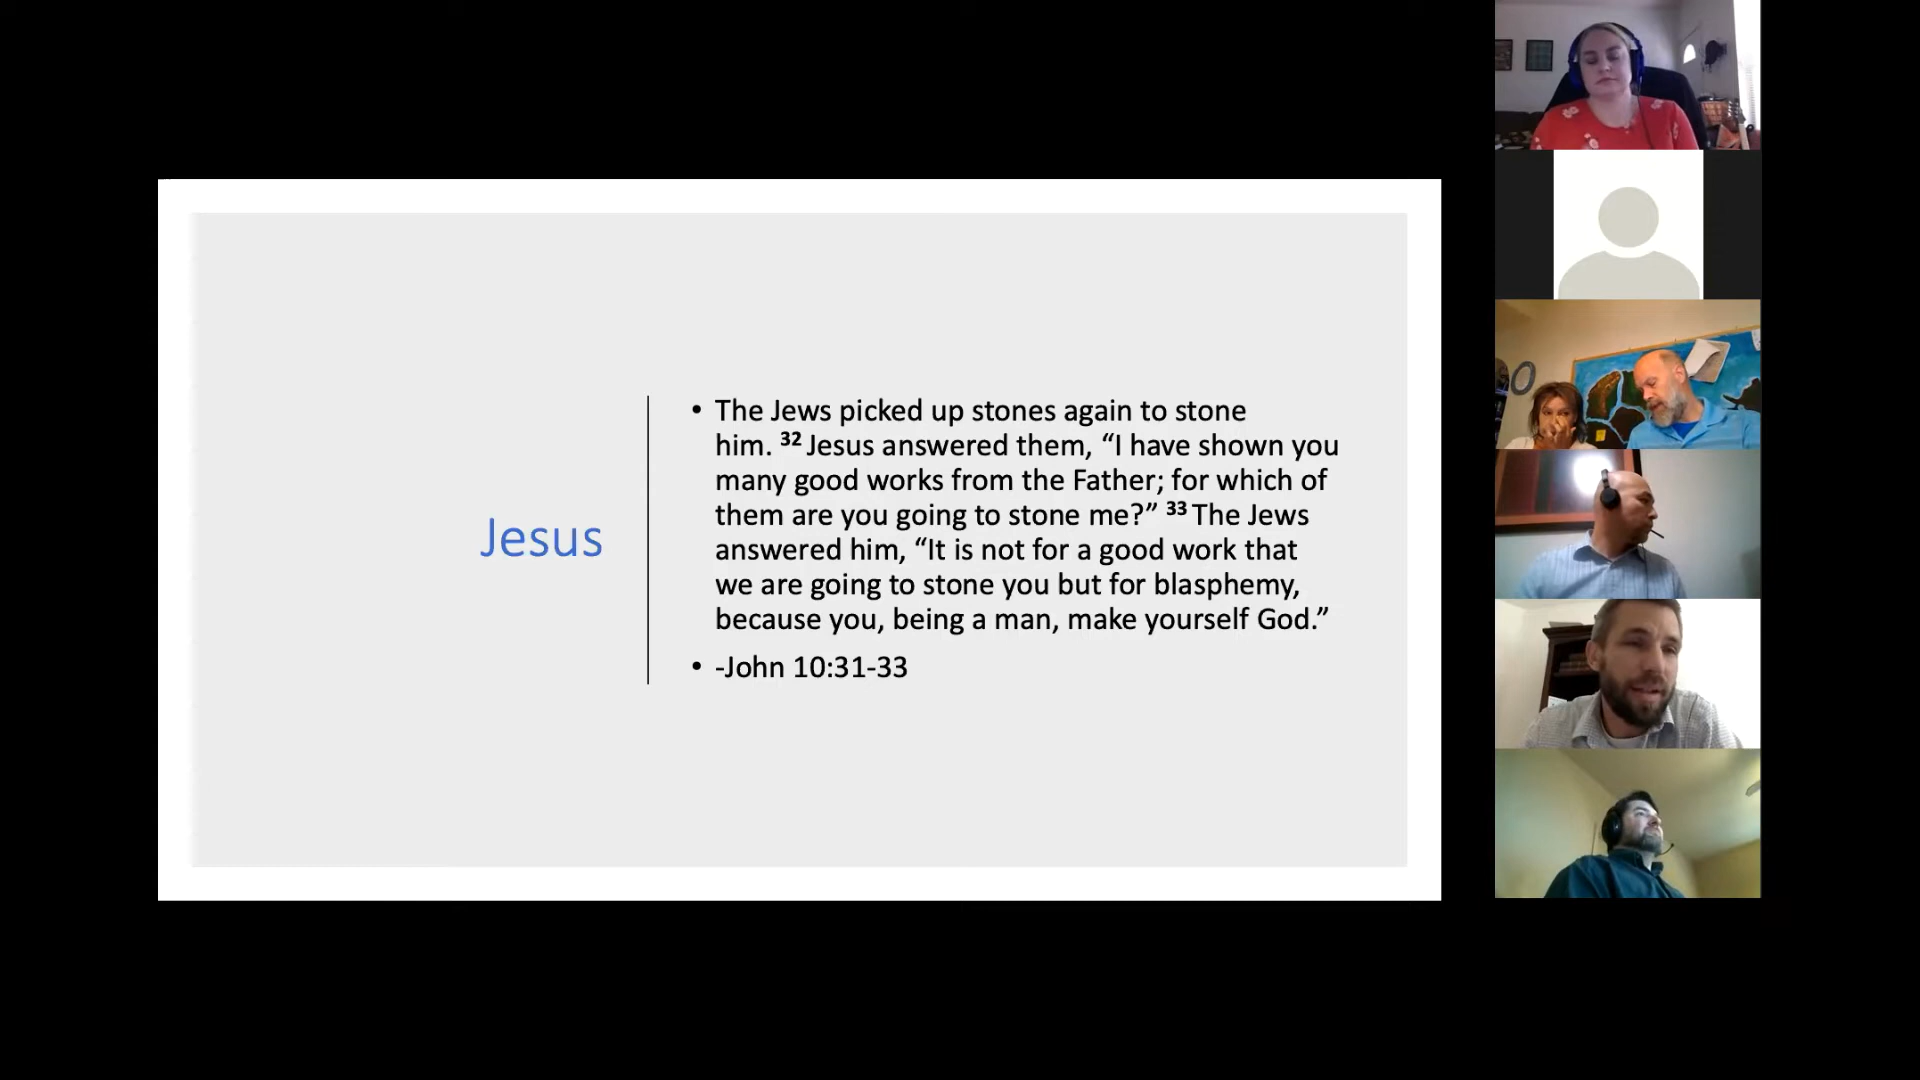 Jesus
• The Jews picked up stones again to stone
him. 32 Jesus answered them, “I have shown you
many good works from the Father; for which of
them are you going to stone me?” 33 The Jews
answered him, “It is not for a good work that
we are going to stone you but for blasphemy,
because you, being a man, make yourself God.”
• -John 10:31-33